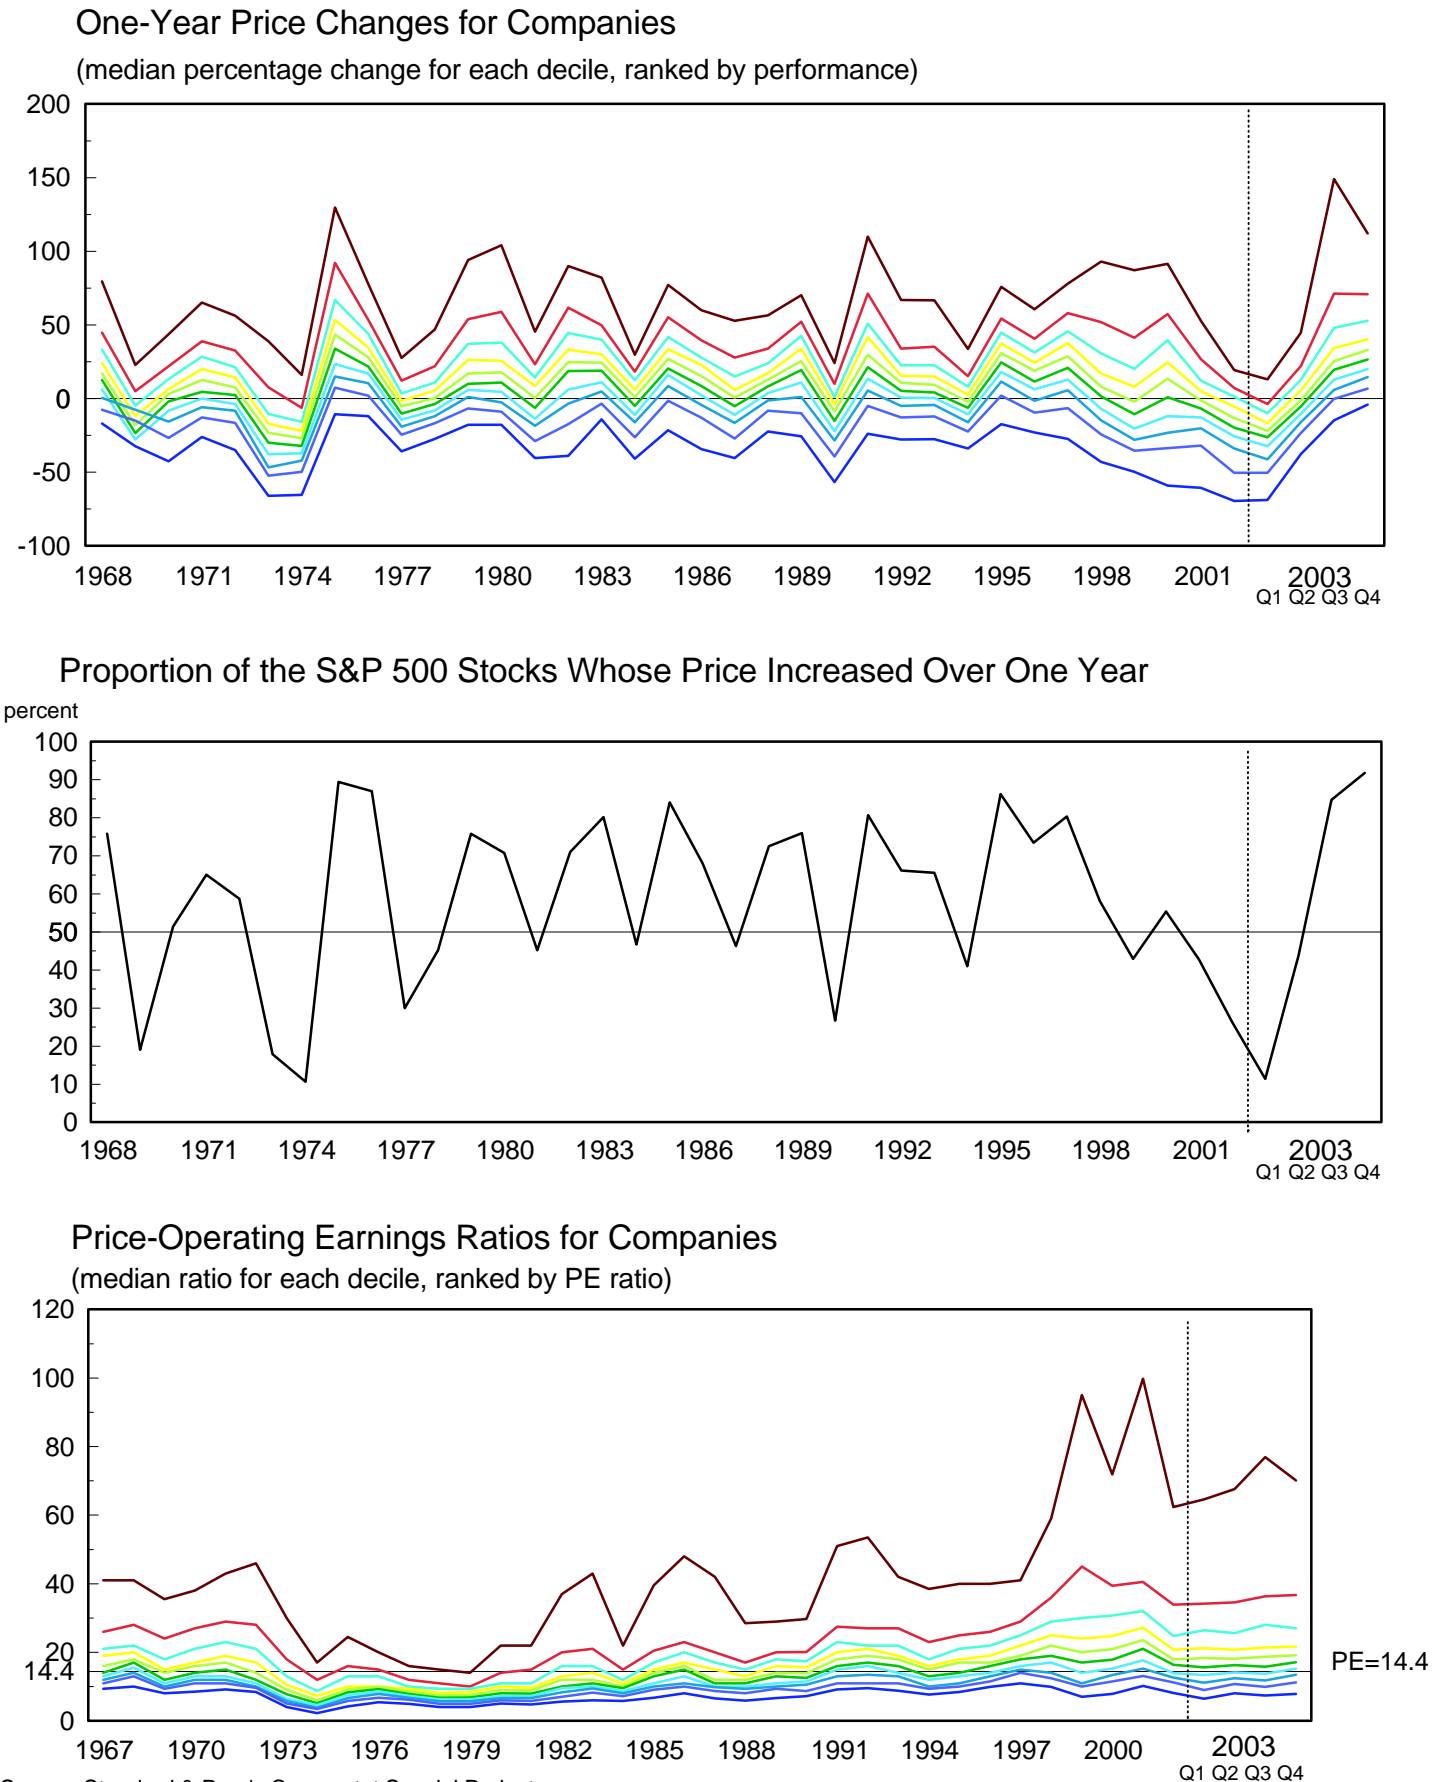 One-Year Price Changes for Companies
(median percentage change for each decile, ranked by performance)
200
150
100
50
0
-50
-100
1968 1971 1974 1977 1980 1983 1986 1989 1992 1995 1998 2001 2003
Q1 Q2 Q3 Q4
Proportion of the S&P 500 Stocks Whose Price Increased Over One Year
percent
100
90
80
70
60
50
40
30
20
10
0
1968 1971 1974 1977 1980 1983 1986 1989 1992 1995 1998 2001 2003
Q1 Q2 Q3 Q4
Price-Operating Earnings Ratios for Companies
(median ratio for each decile, ranked by PE ratio)
120
100
80
60
40
20
14.4
PE=14.4
0
1967 1970 1973 1976 1979 1982 1985 1988 1991 1994 1997 2000 2003
Q1 Q2 Q3 Q4